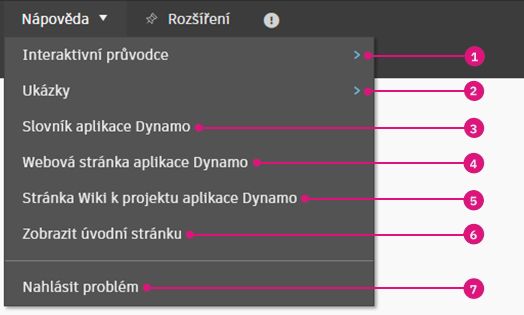 Nápověda Rozšíření
Interaktivní průvodce 1
Ukázky 2
Slovník aplikace Dynamo 3
Webová stránka aplikace Dynamo 4
Stránka Wiki k projektu aplikace Dynamo 5
Zobrazit úvodní stránku 6
Nahlásit problém 7